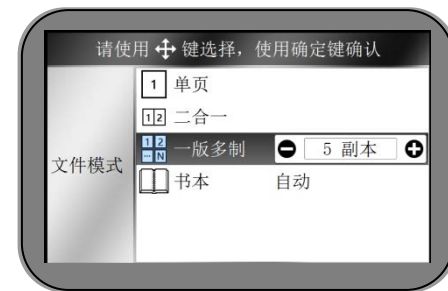 请使用 键选择，使用确定键确认
文件模式
1 单页
1 2 二合一
1 2 ... N 一版多制 5 副本
书本 自动